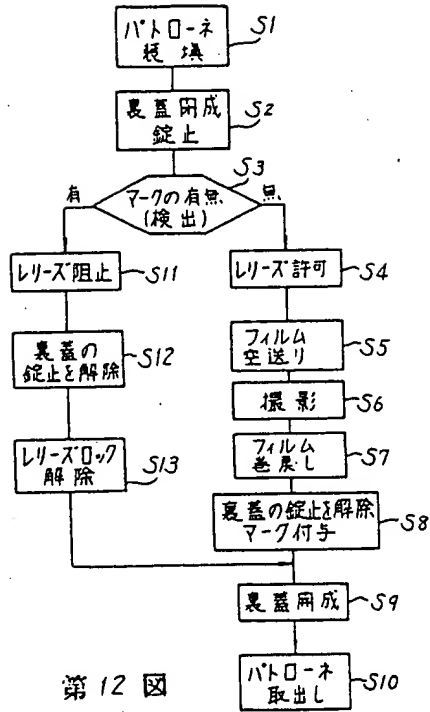 パトローネ S1
装填
裏蓋閉成 S2
錠止
S3
有 マークの有無 無
(検出)
レリーズ阻止 S11
レリーズ許可 S4
裏蓋の S12
錠止を解除
フィルム S5
空送り
撮影 S6
レリーズロック S13
解除
フィルム S7
巻戻し
裏蓋の錠止を解除 S8
マーク付与
裏蓋開成 S9
パトローネ S10
取出し
第12図